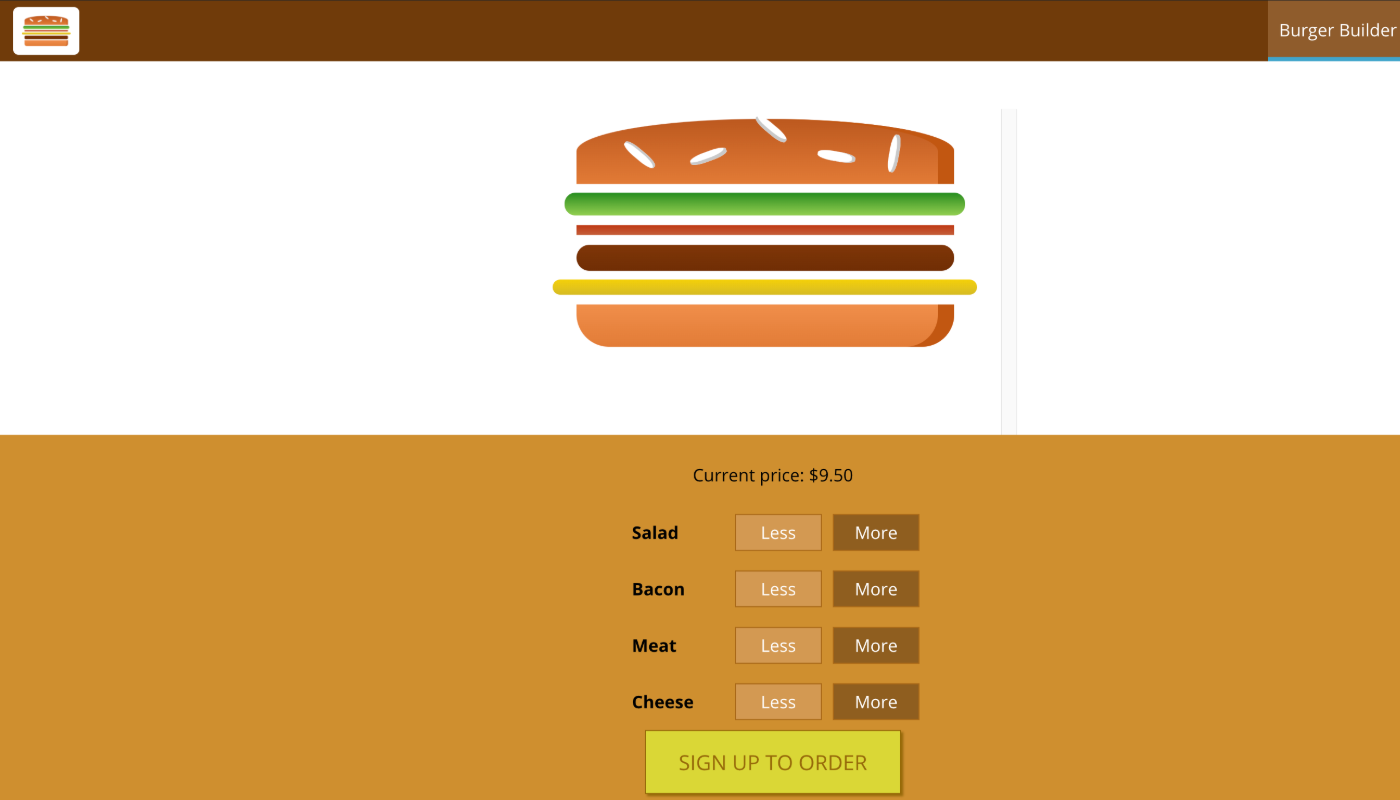 Burger Builder
Current price: $9.50
Salad Less More
Bacon Less More
Meat Less More
Cheese Less More
SIGN UP TO ORDER